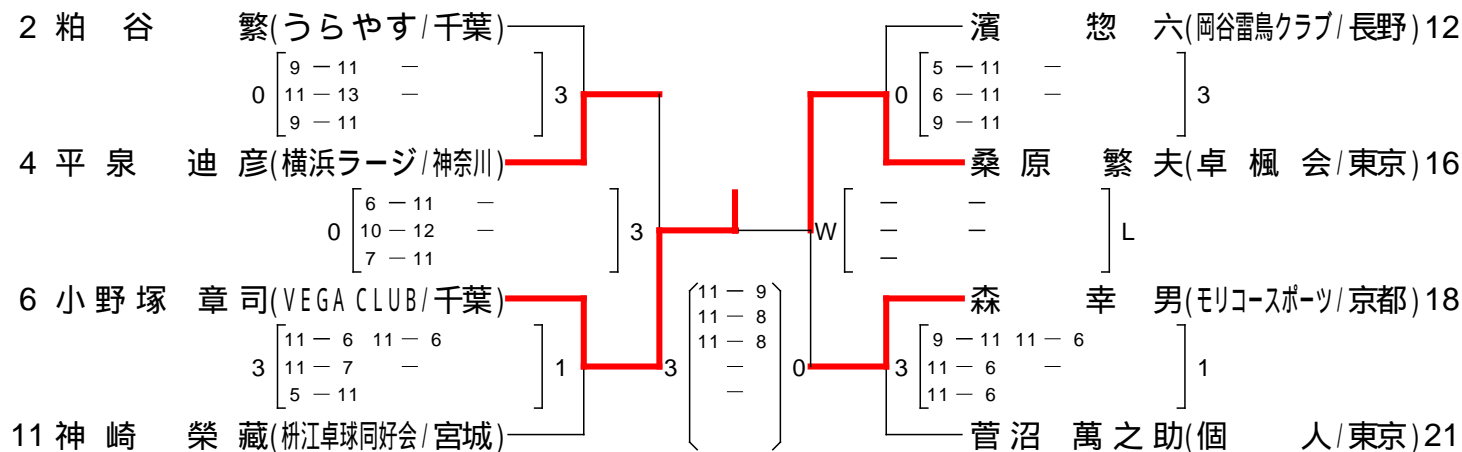 2 粕 谷 繁(うらやす/千葉)
濱 惣 六(岡谷雷鳥クラブ/長野)12
0 9 － 11 － 3
11 － 13 －
9 － 11
0 5 － 11 － 3
6 － 11 －
9 － 11
4 平 泉 迪 彦(横浜ラージ/神奈川)
桑 原 繁 夫(卓 楓 会/東京)16
0 6 － 11 － 3
10 － 12 －
7 － 11
W － － L
－ －
－
6 小 野 塚 章 司(VEGA CLUB/千葉)
森 幸 男(モリコースポーツ/京都)18
3 11 － 6 11 － 6 1
11 － 7 －
5 － 11
3 11 － 9 0
11 － 8
11 － 8
－
－
3 9 － 11 11 － 6 1
11 － 6 －
11 － 6
11 神 崎 榮 藏(枡江卓球同好会/宮城)
菅 沼 萬 之 助(個 人/東京)21